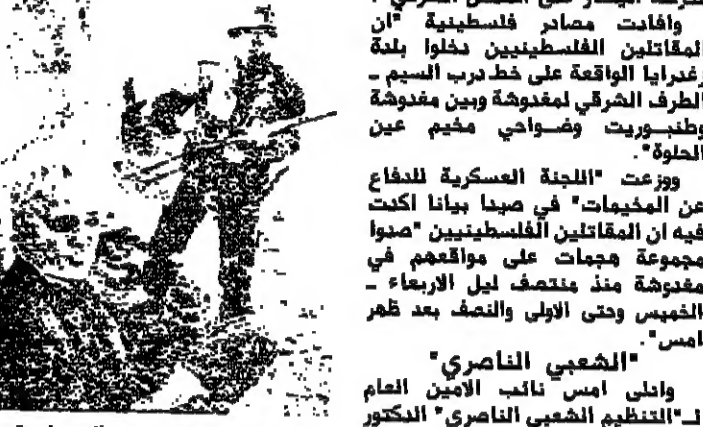 وافادت مصادر فلسطينية "ان
المقاتلين الفلسطينيين دخلوا بلدة
زغدرايا الواقعة على خط درب السيم ـ
الطرف الشرقي لمغدوشة وبين مغدوشة
وطنبوريت وضواحي مخيم عين
الحلوة".
ووزعت "اللجنة العسكرية للدفاع
عن المخيمات" في صيدا بيانا اكدت
فيه ان المقاتلين الفلسطينيين "صدوا
مجموعة هجمات على مواقعهم في
مغدوشة منذ منتصف ليل الاربعاء ـ
الخميس وحتى الاولى والنصف بعد ظهر
امس".
"الشعبي الناصري"
وادلى امس نائب الامين العام
لـ"التنظيم الشعبي الناصري" الدكتور